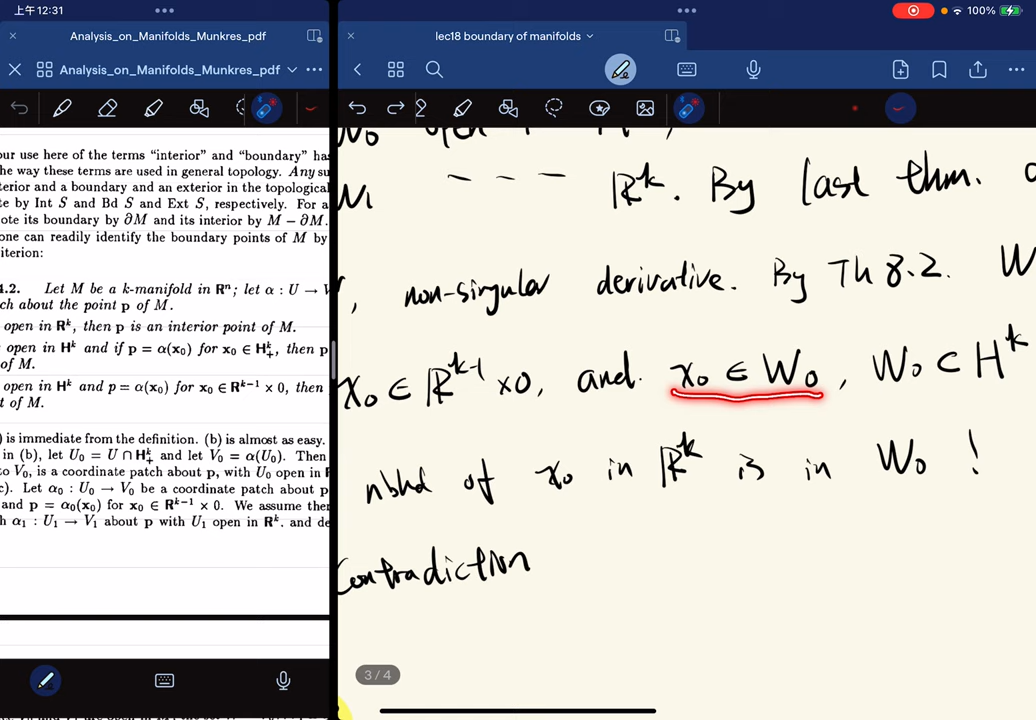 上午12:31
100%
Analysis_on_Manifolds_Munkres_pdf
Analysis_on_Manifolds_Munkres_pdf
our use here of the terms “interior” and “boundary”
he way these terms are used in general topology. Any
terior and a boundary and an exterior in the topological
te by Int S and Bd S and Ext S, respectively. For a
ote its boundary by ∂M and its interior by M − ∂M.
one can readily identify the boundary points of M by
iterion:
4.2. Let M be a k-manifold in Rⁿ; let α : U → V
ch about the point p of M.
open in Rᵏ, then p is an interior point of M.
open in Hᵏ and if p = α(x₀) for x₀ ∈ Hᵏ₊, then p
of M.
open in Hᵏ and p = α(x₀) for x₀ ∈ Rᵏ⁻¹ × 0, then
t of M.
) is immediate from the definition. (b) is almost as easy.
in (b), let U₀ = U ∩ Hᵏ₊ and let V₀ = α(U₀). Then
to V₀, is a coordinate patch about p, with U₀ open in
c). Let α₀ : U₀ → V₀ be a coordinate patch about p
and p = α₀(x₀) for x₀ ∈ Rᵏ⁻¹ × 0. We assume
h α₁ : U₁ → V₁ about p with U₁ open in Rᵏ. and
lec18 boundary of manifolds
W₀ open
W₁ --- Rᵏ. By last thm.
, non-singular derivative. By Th 8.2. W
x₀ ∈ Rᵏ⁻¹ × 0, and. x₀ ∈ W₀, W₀ ⊂ Hᵏ
nbhd of x₀ in Rᵏ is in W₀ !
Contradiction
3 / 4